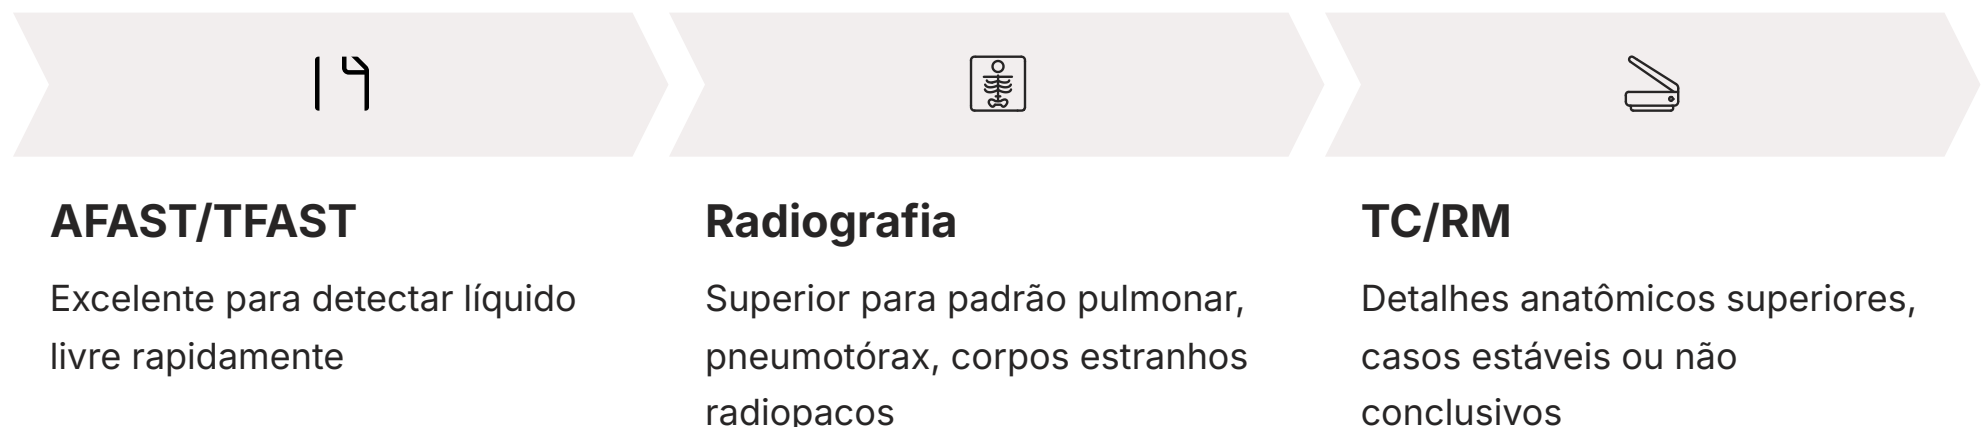 AFAST/TFAST
Excelente para detectar líquido
livre rapidamente
Radiografia
Superior para padrão pulmonar,
pneumotórax, corpos estranhos
radiopacos
TC/RM
Detalhes anatômicos superiores,
casos estáveis ou não
conclusivos